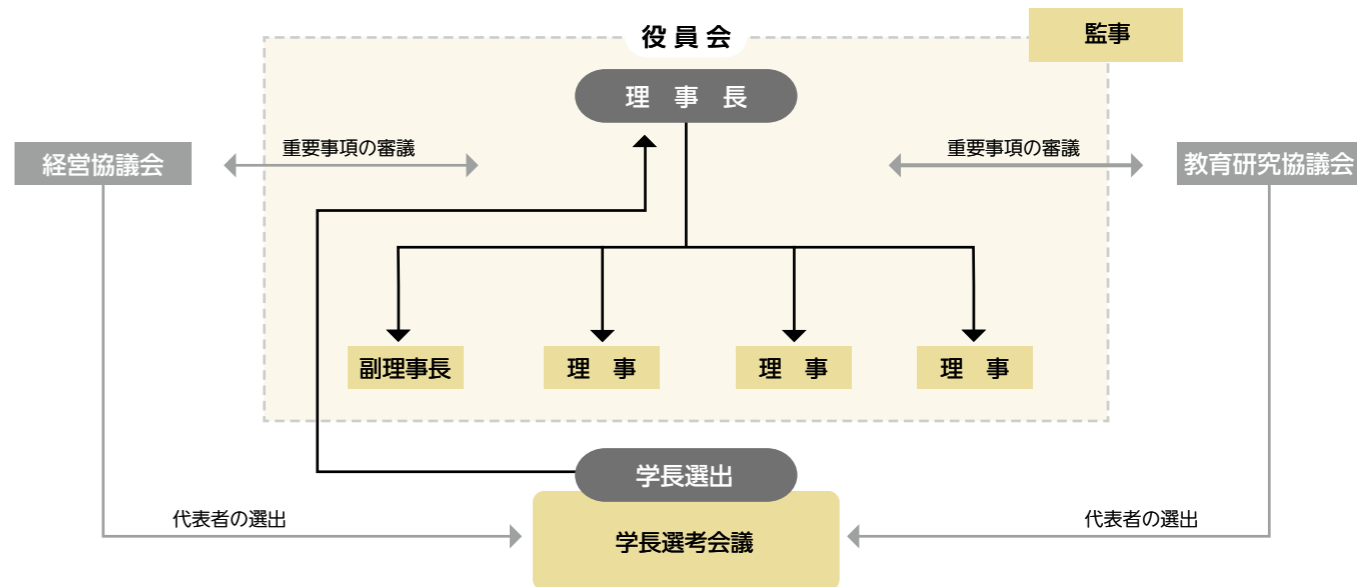 役員会
監事
理 事 長
重要事項の審議
重要事項の審議
経営協議会
教育研究協議会
副理事長
理 事
理 事
理 事
学長選出
代表者の選出
代表者の選出
学長選考会議